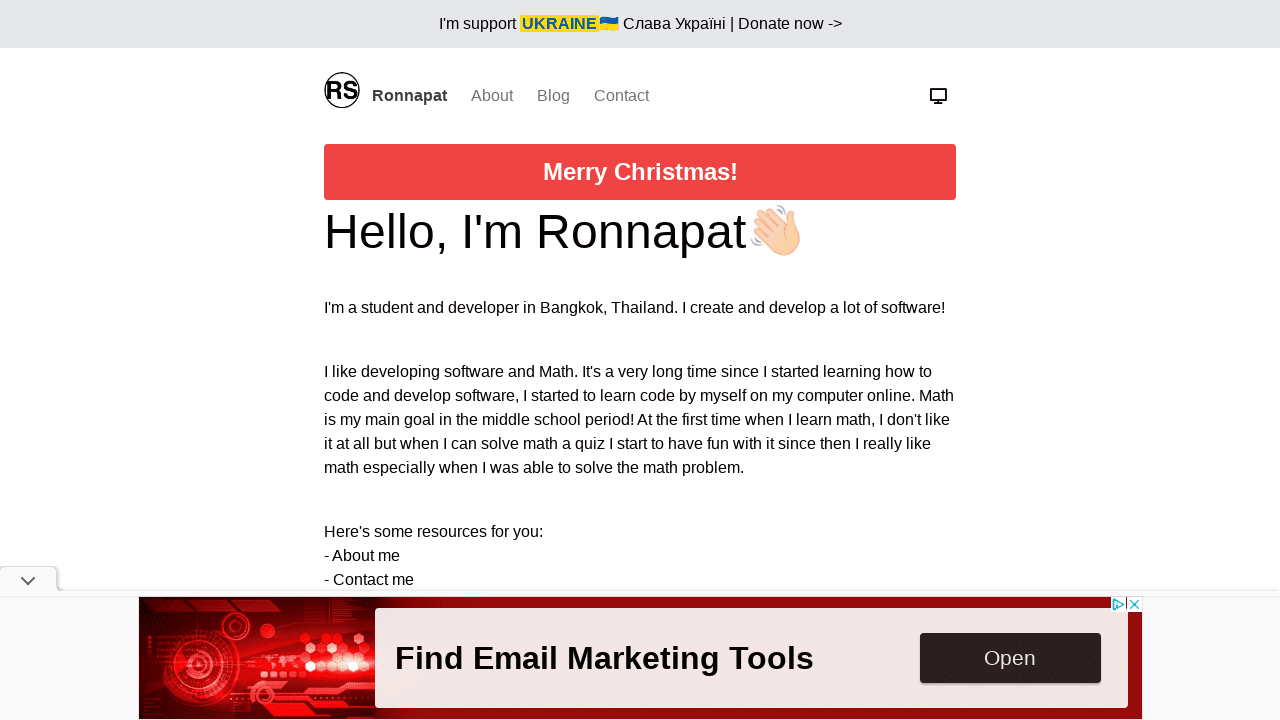 I'm support UKRAINE🇺🇦 Слава Україні | Donate now ->
RS Ronnapat About Blog Contact
Merry Christmas!
Hello, I'm Ronnapat👋🏻
I'm a student and developer in Bangkok, Thailand. I create and develop a lot of software!
I like developing software and Math. It's a very long time since I started learning how to
code and develop software, I started to learn code by myself on my computer online. Math
is my main goal in the middle school period! At the first time when I learn math, I don't like
it at all but when I can solve math a quiz I start to have fun with it since then I really like
math especially when I was able to solve the math problem.
Here's some resources for you:
- About me
- Contact me
Find Email Marketing Tools
Open